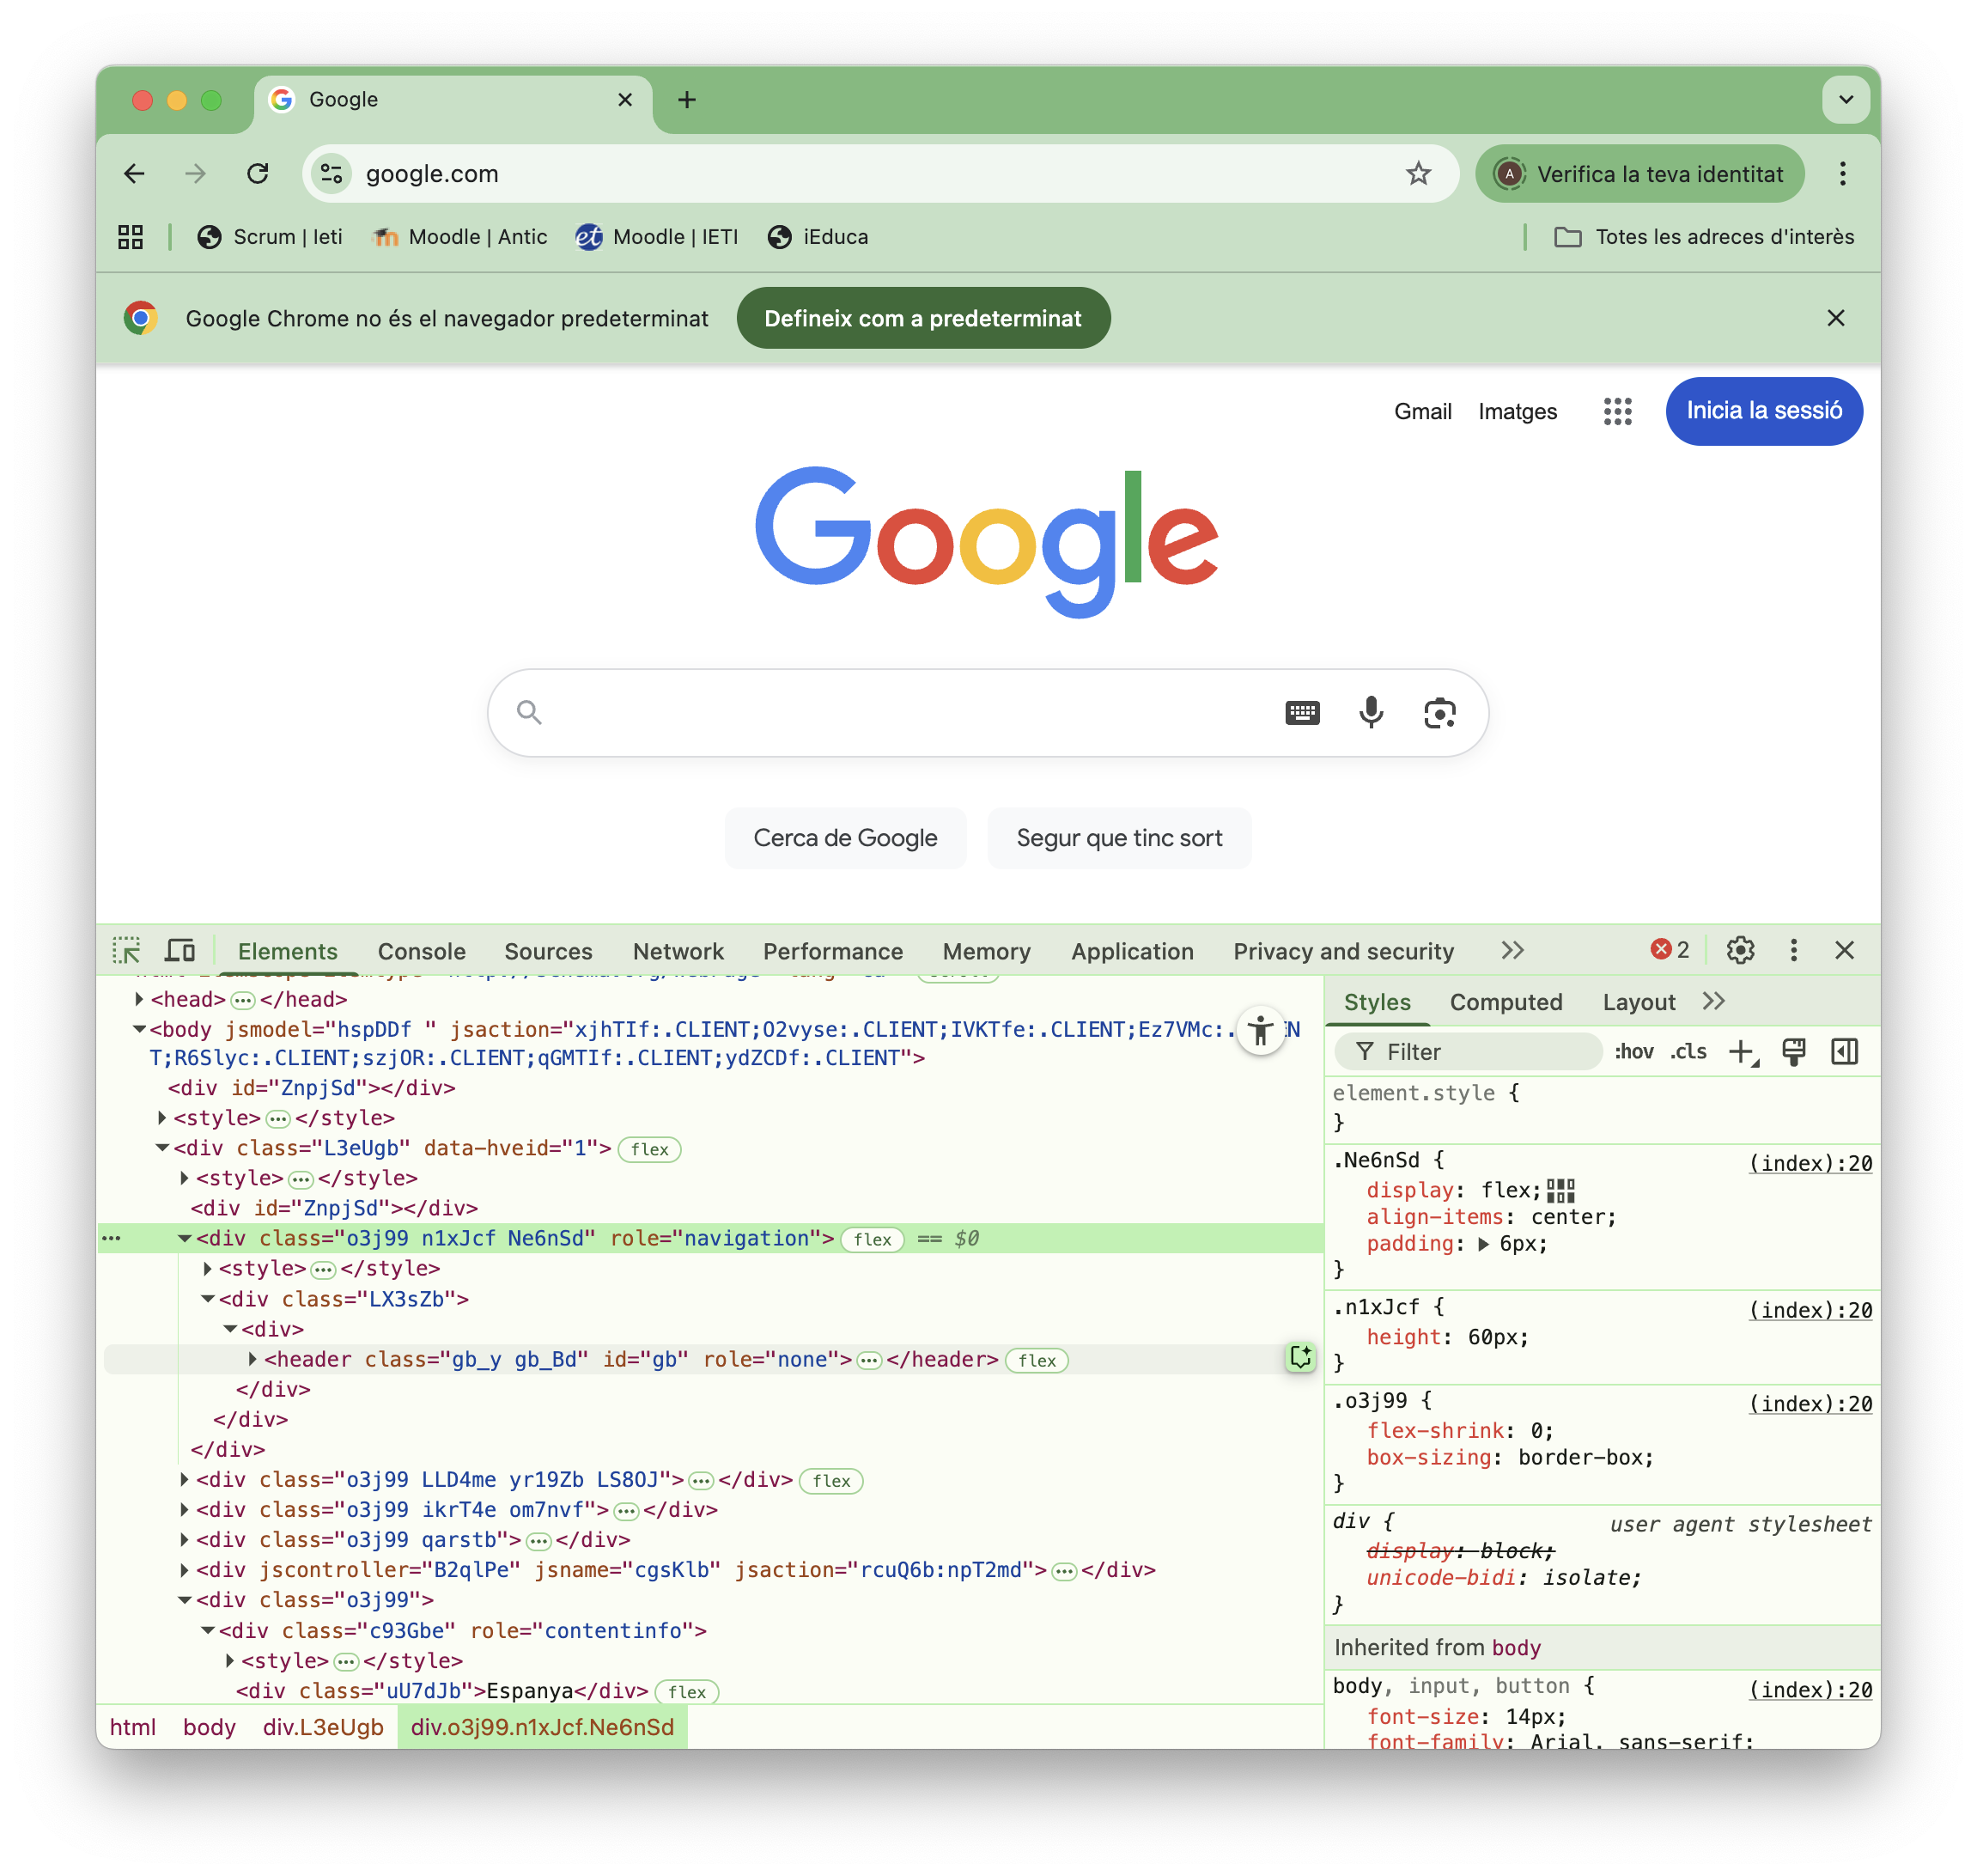 Google
google.com
A Verifica la teva identitat
Scrum | Ieti
Moodle | Antic
et Moodle | IETI
iEduca
Totes les adreces d'interès
Google Chrome no és el navegador predeterminat
Defineix com a predeterminat
Gmail Imatges Inicia la sessió
Google
Cerca de Google
Segur que tinc sort
Elements Console Sources Network Performance Memory Application Privacy and security 2
<head>…</head>
<body jsmodel="hspDDf " jsaction="xjhTIf:.CLIENT;O2vyse:.CLIENT;IVKTfe:.CLIENT;Ez7VMc:.
T;R6Slyc:.CLIENT;szjOR:.CLIENT;qGMTIf:.CLIENT;ydZCDf:.CLIENT">
<div id="ZnpjSd"></div>
<style>…</style>
<div class="L3eUgb" data-hveid="1"> flex
<style>…</style>
<div id="ZnpjSd"></div>
… <div class="o3j99 n1xJcf Ne6nSd" role="navigation"> flex == $0
<style>…</style>
<div class="LX3sZb">
<div>
<header class="gb_y gb_Bd" id="gb" role="none">…</header> flex
</div>
</div>
</div>
<div class="o3j99 LLD4me yr19Zb LS8OJ">…</div> flex
<div class="o3j99 ikrT4e om7nvf">…</div>
<div class="o3j99 qarstb">…</div>
<div jscontroller="B2qlPe" jsname="cgsKlb" jsaction="rcuQ6b:npT2md">…</div>
<div class="o3j99">
<div class="c93Gbe" role="contentinfo">
<style>…</style>
<div class="uU7dJb">Espanya</div> flex
html body div.L3eUgb div.o3j99.n1xJcf.Ne6nSd
Styles Computed Layout
Filter :hov .cls
element.style {
}
.Ne6nSd { (index):20
display: flex;
align-items: center;
padding: 6px;
}
.n1xJcf { (index):20
height: 60px;
}
.o3j99 { (index):20
flex-shrink: 0;
box-sizing: border-box;
}
div { user agent stylesheet
display: block;
unicode-bidi: isolate;
}
Inherited from body
body, input, button { (index):20
font-size: 14px;
font-family: Arial, sans-serif;